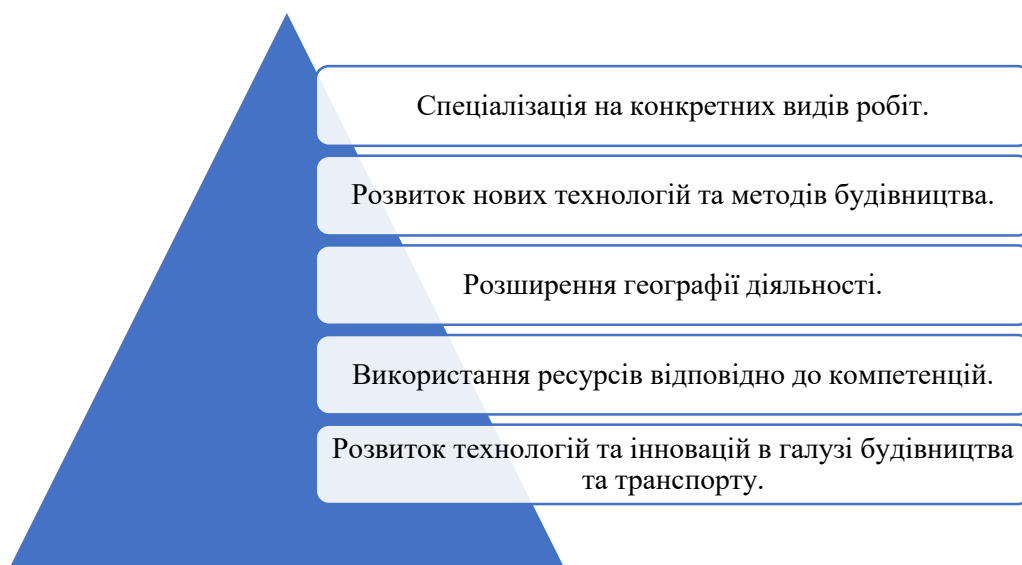 Спеціалізація на конкретних видів робіт.
Розвиток нових технологій та методів будівництва.
Розширення географії діяльності.
Використання ресурсів відповідно до компетенцій.
Розвиток технологій та інновацій в галузі будівництва
та транспорту.